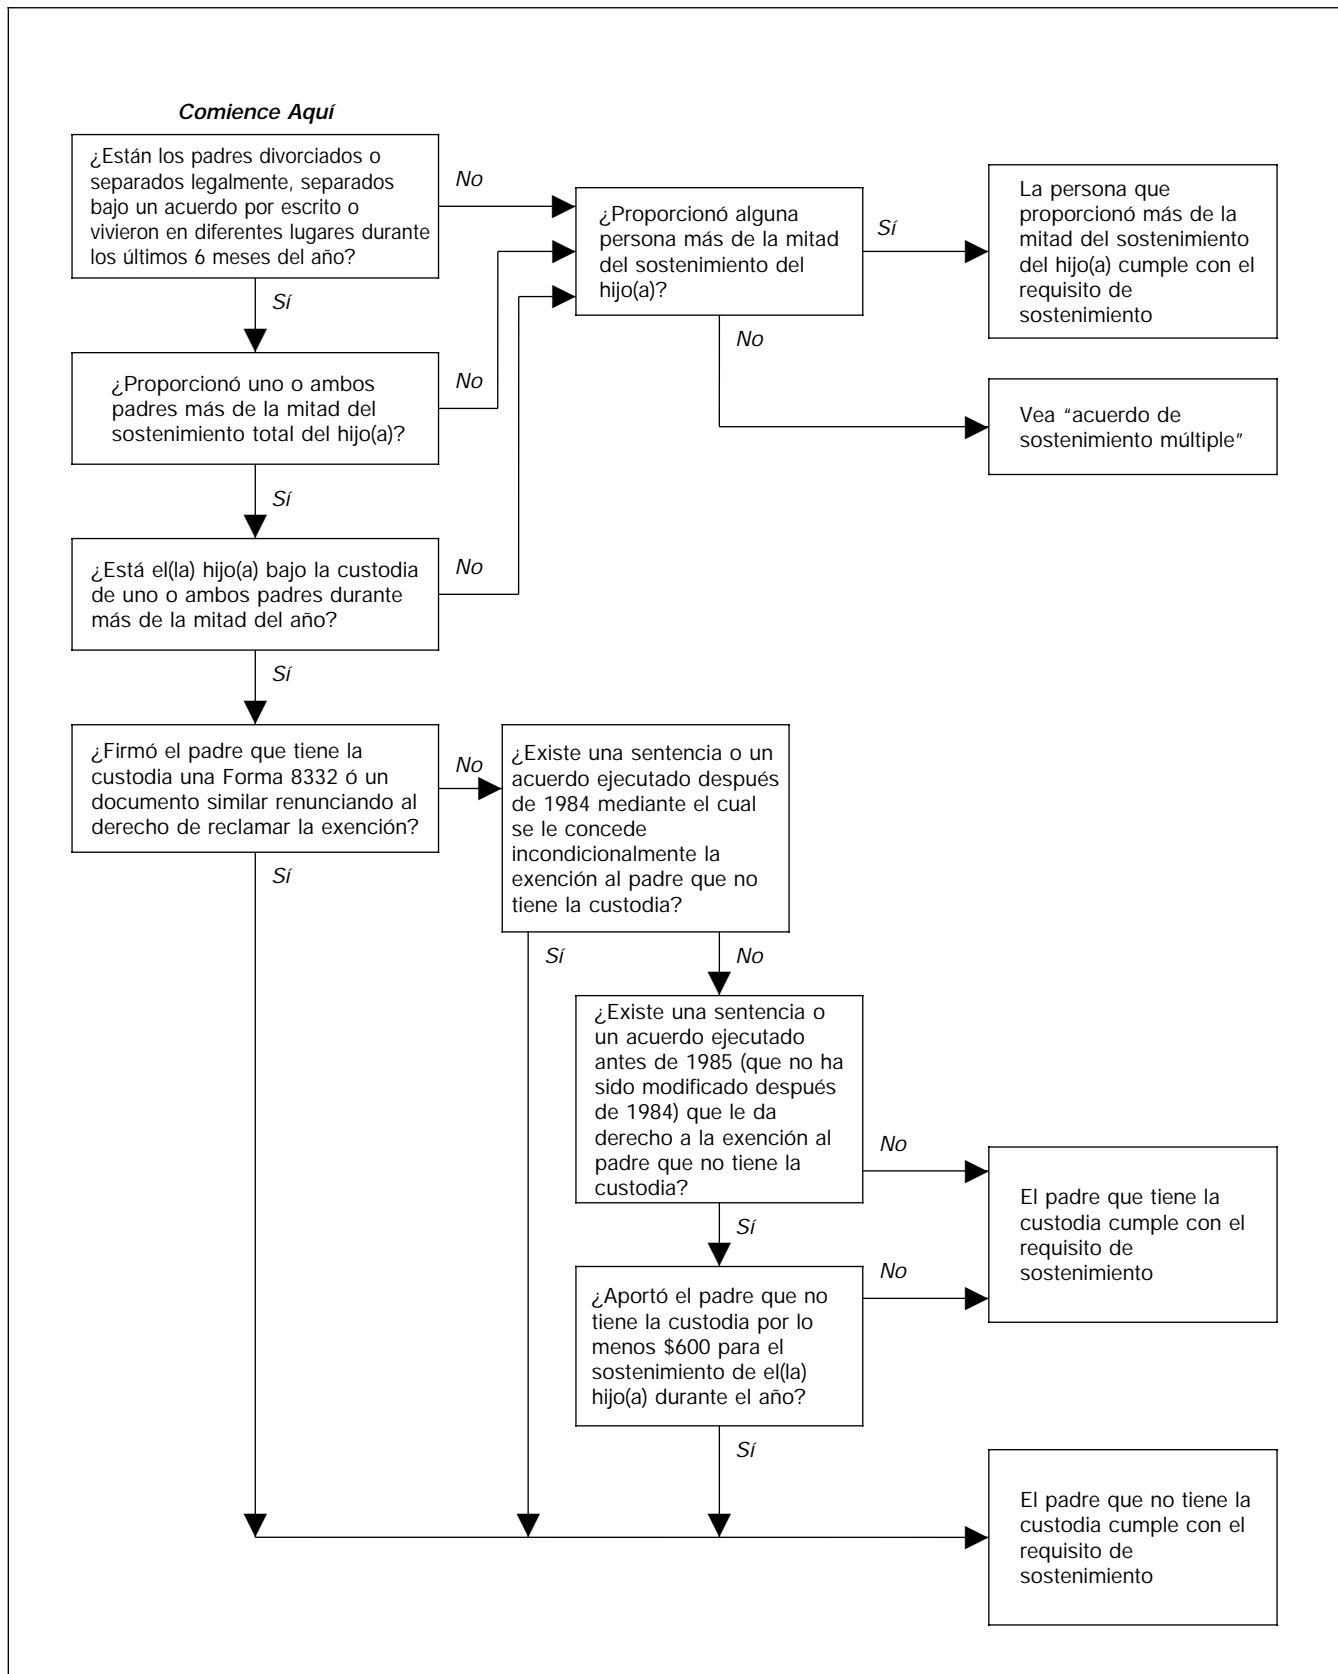 Comience Aquí
¿Están los padres divorciados o
separados legalmente, separados
bajo un acuerdo por escrito o
vivieron en diferentes lugares durante
los últimos 6 meses del año?
No
Sí
¿Proporcionó alguna
persona más de la mitad
del sostenimiento del
hijo(a)?
Sí
No
La persona que
proporcionó más de la
mitad del sostenimiento
del hijo(a) cumple con el
requisito de
sostenimiento
Vea “acuerdo de
sostenimiento múltiple”
¿Proporcionó uno o ambos
padres más de la mitad del
sostenimiento total del hijo(a)?
No
Sí
¿Está el(la) hijo(a) bajo la custodia
de uno o ambos padres durante
más de la mitad del año?
No
Sí
¿Firmó el padre que tiene la
custodia una Forma 8332 ó un
documento similar renunciando al
derecho de reclamar la exención?
No
Sí
¿Existe una sentencia o un
acuerdo ejecutado después
de 1984 mediante el cual
se le concede
incondicionalmente la
exención al padre que no
tiene la custodia?
Sí
No
¿Existe una sentencia o
un acuerdo ejecutado
antes de 1985 (que no ha
sido modificado después
de 1984) que le da
derecho a la exención al
padre que no tiene la
custodia?
No
Sí
El padre que tiene la
custodia cumple con el
requisito de
sostenimiento
¿Aportó el padre que no
tiene la custodia por lo
menos $600 para el
sostenimiento de el(la)
hijo(a) durante el año?
No
Sí
El padre que no tiene la
custodia cumple con el
requisito de
sostenimiento